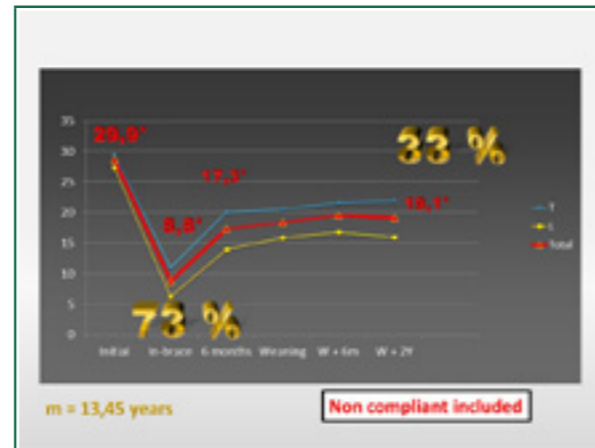 35
30
25
20
15
10
5
0
29,9°
8,8°
17,3°
18,1°
33 %
73 %
T
L
Total
Initial In-brace 6 months Weaning W + 6m W + 2Y
m = 13,45 years
Non compliant included